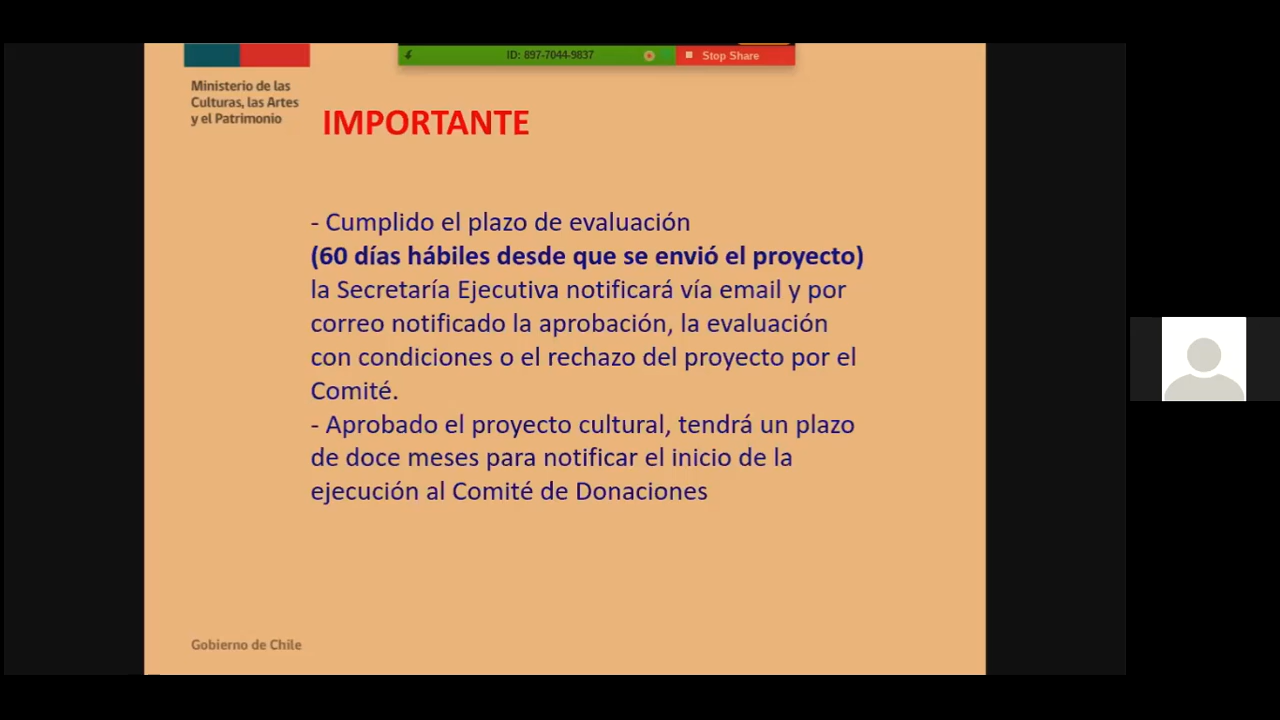 ID: 897-7044-9837
Stop Share
Ministerio de las
Culturas, las Artes
y el Patrimonio
IMPORTANTE
- Cumplido el plazo de evaluación
(60 días hábiles desde que se envió el proyecto)
la Secretaría Ejecutiva notificará vía email y por
correo notificado la aprobación, la evaluación
con condiciones o el rechazo del proyecto por el
Comité.
- Aprobado el proyecto cultural, tendrá un plazo
de doce meses para notificar el inicio de la
ejecución al Comité de Donaciones
Gobierno de Chile